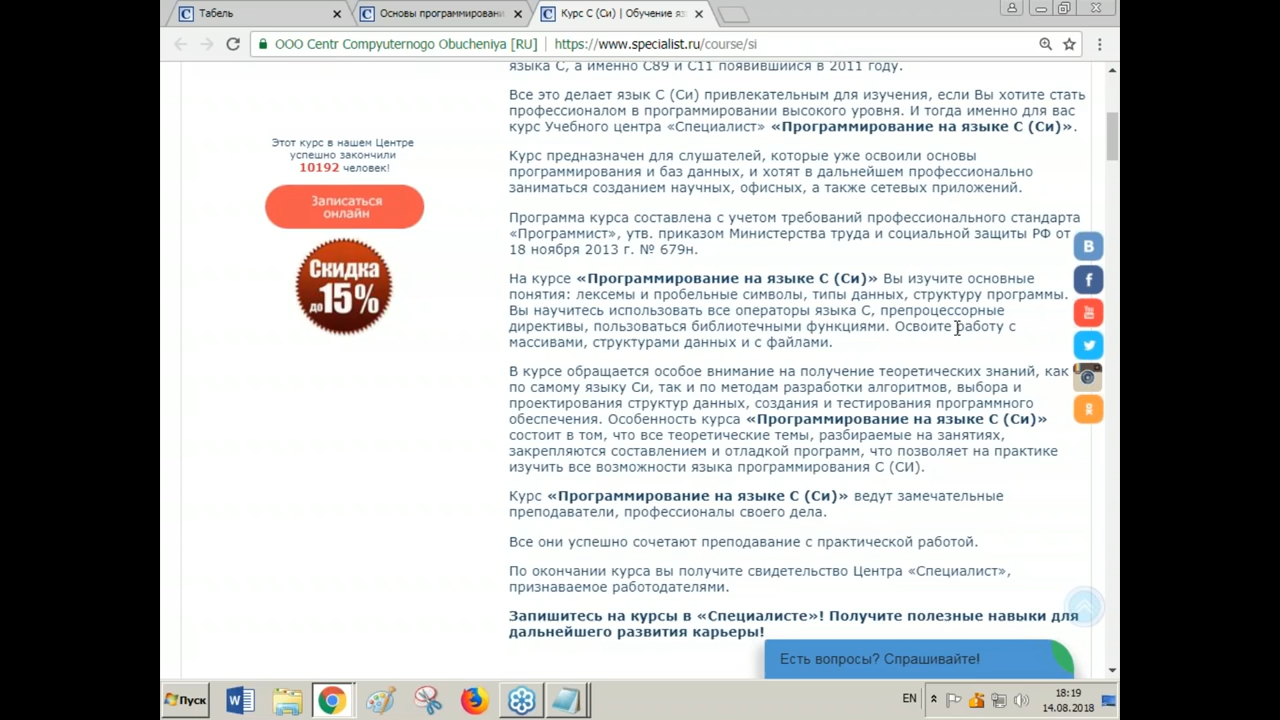 Табель
Основы программировани
Курс C (Си) | Обучение яз
ООО Centr Compyuternogo Obucheniya [RU]
https://www.specialist.ru/course/si
языка C, а именно C89 и C11 появившийся в 2011 году.
Все это делает язык C (Си) привлекательным для изучения, если Вы хотите стать
профессионалом в программировании высокого уровня. И тогда именно для вас
курс Учебного центра «Специалист» «Программирование на языке C (Си)».
Этот курс в нашем Центре
успешно закончили
10192 человек!
Записаться
онлайн
Скидка
до 15%
Курс предназначен для слушателей, которые уже освоили основы
программирования и баз данных, и хотят в дальнейшем профессионально
заниматься созданием научных, офисных, а также сетевых приложений.
Программа курса составлена с учетом требований профессионального стандарта
«Программист», утв. приказом Министерства труда и социальной защиты РФ от
18 ноября 2013 г. № 679н.
На курсе «Программирование на языке C (Си)» Вы изучите основные
понятия: лексемы и пробельные символы, типы данных, структуру программы.
Вы научитесь использовать все операторы языка C, препроцессорные
директивы, пользоваться библиотечными функциями. Освоите работу с
массивами, структурами данных и с файлами.
В курсе обращается особое внимание на получение теоретических знаний, как
по самому языку Си, так и по методам разработки алгоритмов, выбора и
проектирования структур данных, создания и тестирования программного
обеспечения. Особенность курса «Программирование на языке C (Си)»
состоит в том, что все теоретические темы, разбираемые на занятиях,
закрепляются составлением и отладкой программ, что позволяет на практике
изучить все возможности языка программирования C (СИ).
Курс «Программирование на языке C (Си)» ведут замечательные
преподаватели, профессионалы своего дела.
Все они успешно сочетают преподавание с практической работой.
По окончании курса вы получите свидетельство Центра «Специалист»,
признаваемое работодателями.
Запишитесь на курсы в «Специалисте»! Получите полезные навыки для
дальнейшего развития карьеры!
Есть вопросы? Спрашивайте!
Пуск
EN
18:19
14.08.2018